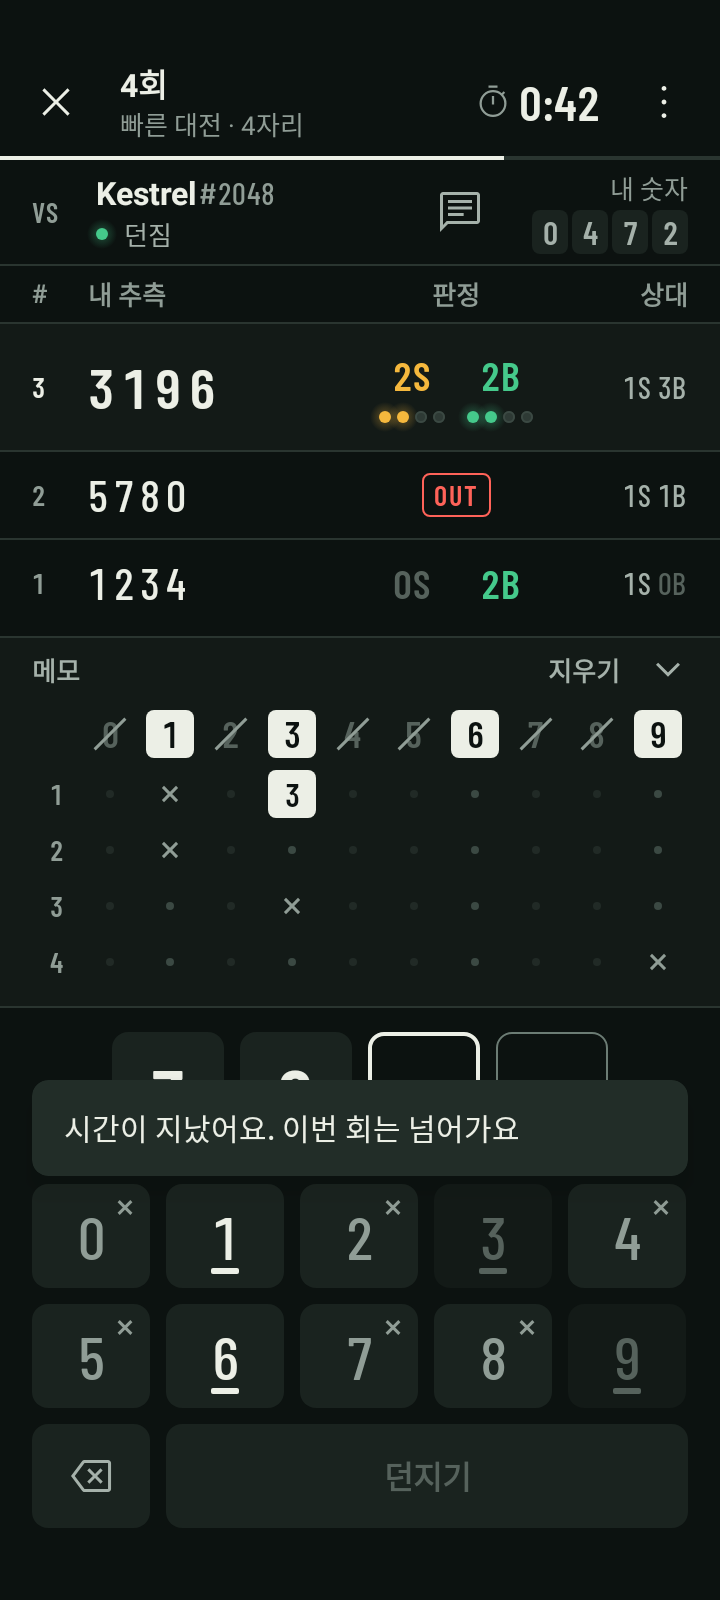 4회
빠른 대전 · 4자리
0:42
VS
Kestrel #2048
던짐
내 숫자
0 4 7 2
# 내 추측 판정 상대
3 3196 2S 2B 1S 3B
2 5780 OUT 1S 1B
1 1234 0S 2B 1S 0B
메모 지우기
0 1 2 3 4 5 6 7 8 9
1 × 3
2 ×
3 ×
4 ×
시간이 지났어요. 이번 회는 넘어가요
0 1 2 3 4
5 6 7 8 9
던지기